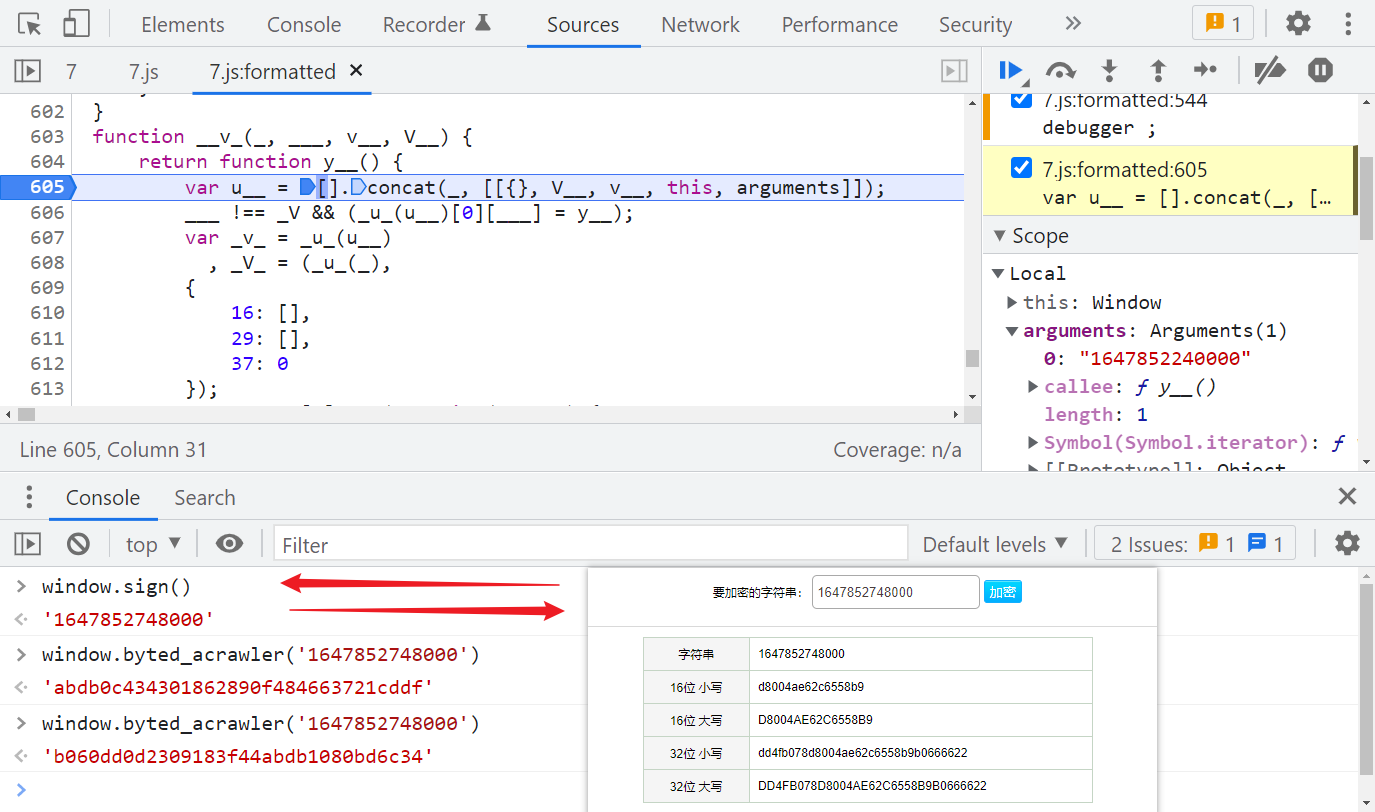 Elements Console Recorder Sources Network Performance Security 1
7 7.js 7.js:formatted
602 }
603 function __v_(_, ___, v__, V__) {
604 return function y__() {
605 var u__ = [].concat(_, [[{}, V__, v__, this, arguments]]);
606 ___ !== _V && (_u_(u__)[0][___] = y__);
607 var _v_ = _u_(u__)
608 , _V_ = (_u_(_),
609 {
610 16: [],
611 29: [],
612 37: 0
613 });
Line 605, Column 31 Coverage: n/a
7.js:formatted:544
debugger ;
7.js:formatted:605
var u__ = [].concat(_, […
Scope
Local
this: Window
arguments: Arguments(1)
0: "1647852240000"
callee: ƒ y__()
length: 1
Symbol(Symbol.iterator): ƒ
[[Prototype]]: Object
Console Search
top Filter Default levels 2 Issues: 1 1
window.sign()
'1647852748000'
window.byted_acrawler('1647852748000')
'abdb0c434301862890f484663721cddf'
window.byted_acrawler('1647852748000')
'b060dd0d2309183f44abdb1080bd6c34'
要加密的字符串: 1647852748000 加密
字符串 1647852748000
16位 小写 d8004ae62c6558b9
16位 大写 D8004AE62C6558B9
32位 小写 dd4fb078d8004ae62c6558b9b0666622
32位 大写 DD4FB078D8004AE62C6558B9B0666622